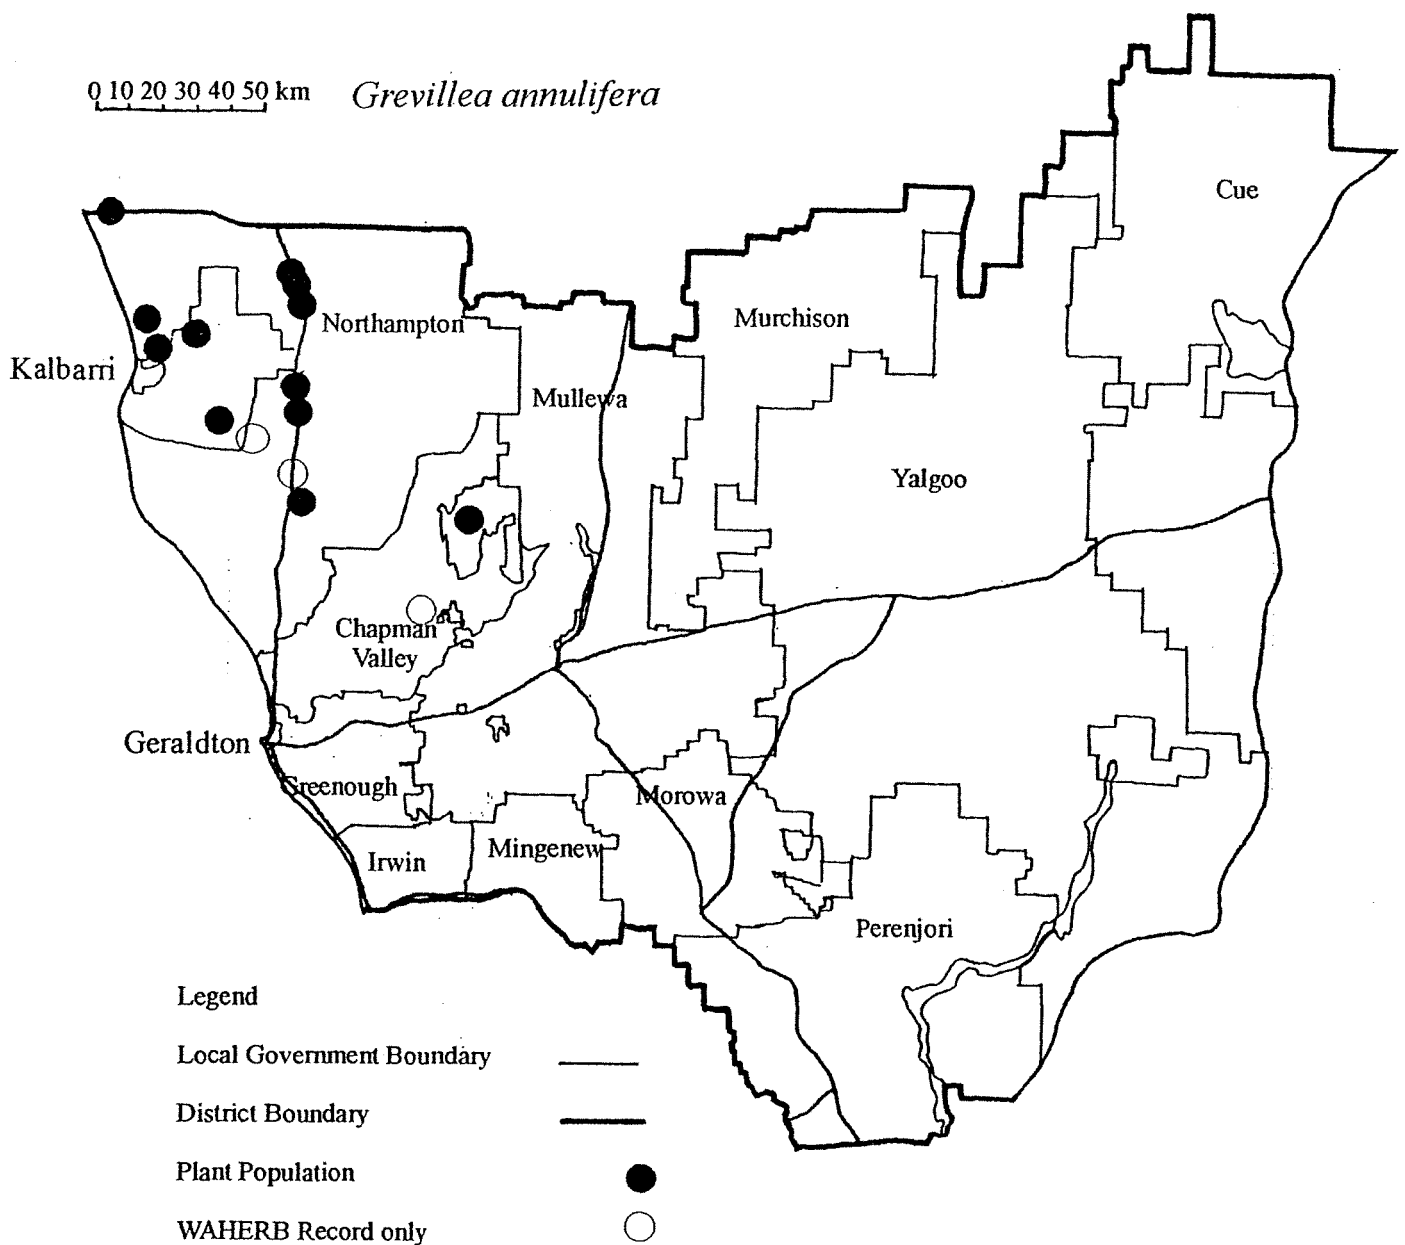 0 10 20 30 40 50 km
Grevillea annulifera
Cue
Murchison
Northampton
Kalbarri
Mullewa
Yalgoo
Chapman
Valley
Geraldton
Greenough
Morowa
Irwin
Mingenew
Perenjori
Legend
Local Government Boundary
District Boundary
Plant Population
WAHERB Record only